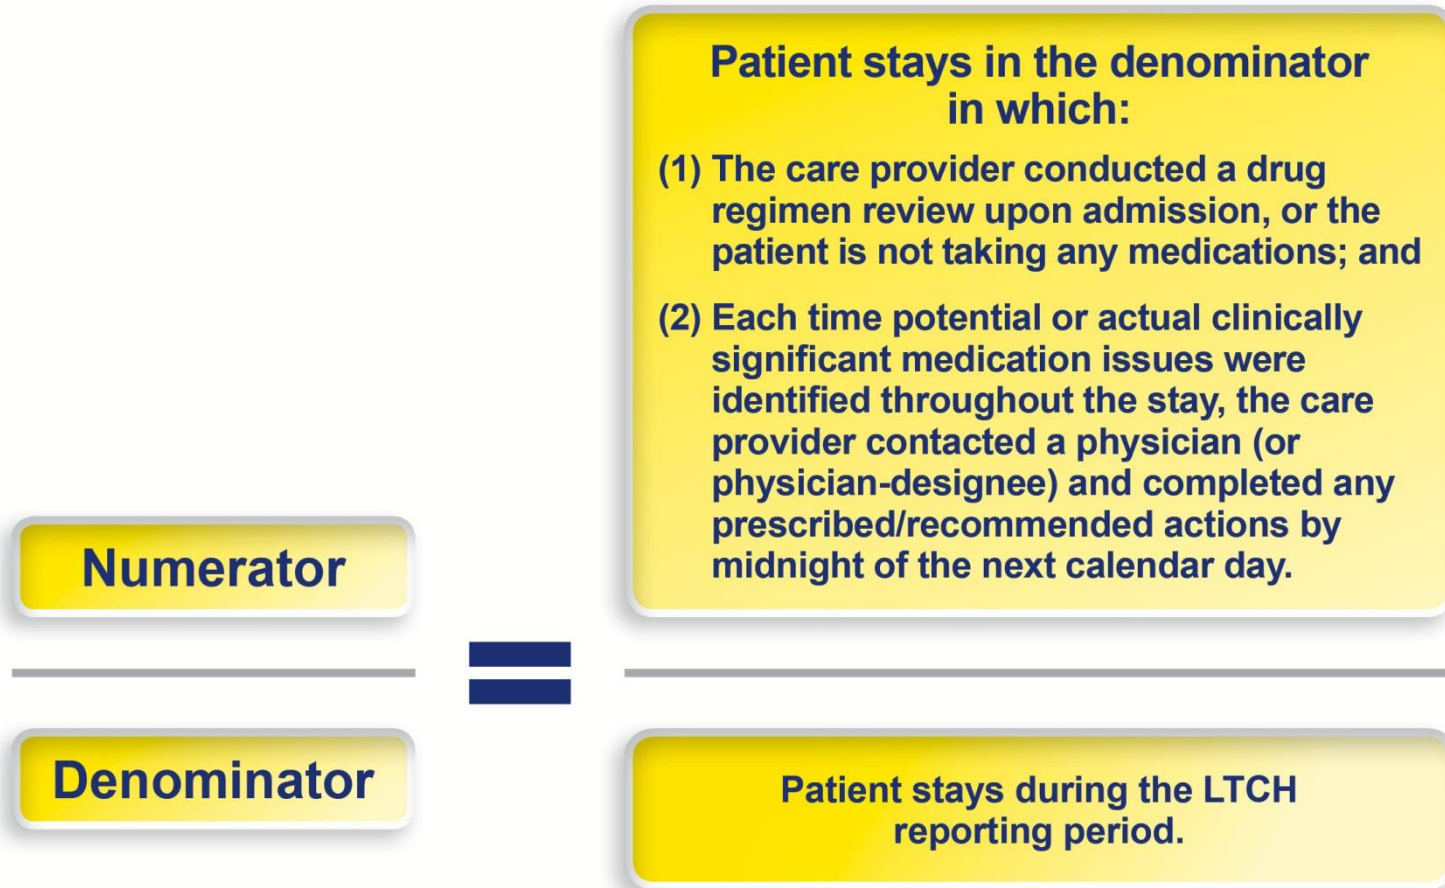 Patient stays in the denominator
in which:
(1) The care provider conducted a drug
regimen review upon admission, or the
patient is not taking any medications; and
(2) Each time potential or actual clinically
significant medication issues were
identified throughout the stay, the care
provider contacted a physician (or
physician-designee) and completed any
prescribed/recommended actions by
midnight of the next calendar day.
Numerator
=
Denominator
Patient stays during the LTCH
reporting period.